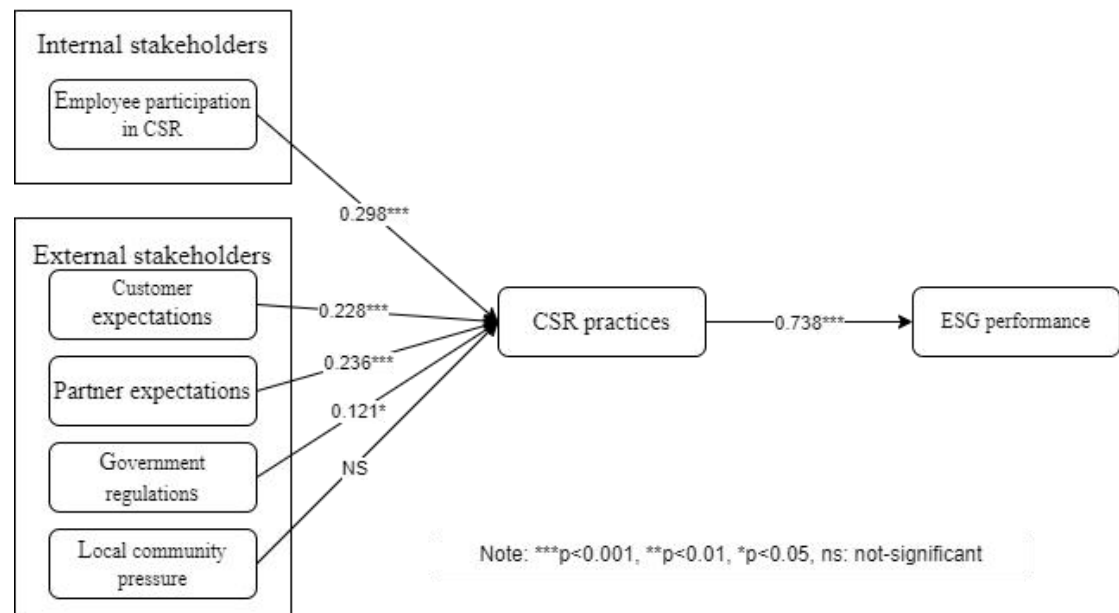 Internal stakeholders
Employee participation
in CSR
0.298***
External stakeholders
Customer
expectations
0.228***
CSR practices
0.738***
ESG performance
Partner expectations
0.236***
Government
regulations
0.121*
Local community
pressure
NS
Note: ***p<0.001, **p<0.01, *p<0.05, ns: not-significant